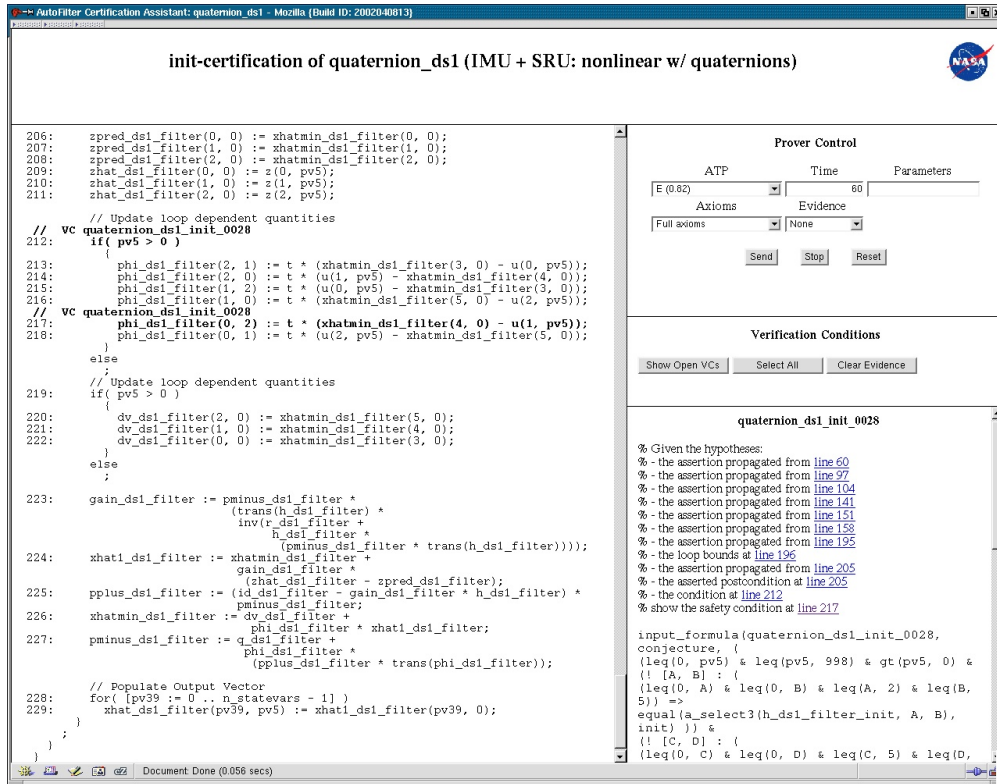 AutoFilter Certification Assistant: quaternion_ds1 - Mozilla {Build ID: 2002040813}
init-certification of quaternion_ds1 (IMU + SRU: nonlinear w/ quaternions)
NASA
206: zpred_ds1_filter(0, 0) := xhatmin_ds1_filter(0, 0);
207: zpred_ds1_filter(1, 0) := xhatmin_ds1_filter(1, 0);
208: zpred_ds1_filter(2, 0) := xhatmin_ds1_filter(2, 0);
209: zhat_ds1_filter(0, 0) := z(0, pv5);
210: zhat_ds1_filter(1, 0) := z(1, pv5);
211: zhat_ds1_filter(2, 0) := z(2, pv5);
// Update loop dependent quantities
// VC quaternion_ds1_init_0028
212: if( pv5 > 0 )
{
213: phi_ds1_filter(2, 1) := t * (xhatmin_ds1_filter(3, 0) - u(0, pv5));
214: phi_ds1_filter(2, 0) := t * (u(1, pv5) - xhatmin_ds1_filter(4, 0));
215: phi_ds1_filter(1, 2) := t * (u(0, pv5) - xhatmin_ds1_filter(3, 0));
216: phi_ds1_filter(1, 0) := t * (xhatmin_ds1_filter(5, 0) - u(2, pv5));
// VC quaternion_ds1_init_0028
217: phi_ds1_filter(0, 2) := t * (xhatmin_ds1_filter(4, 0) - u(1, pv5));
218: phi_ds1_filter(0, 1) := t * (u(2, pv5) - xhatmin_ds1_filter(5, 0));
}
else
;
// Update loop dependent quantities
219: if( pv5 > 0 )
{
220: dv_ds1_filter(2, 0) := xhatmin_ds1_filter(5, 0);
221: dv_ds1_filter(1, 0) := xhatmin_ds1_filter(4, 0);
222: dv_ds1_filter(0, 0) := xhatmin_ds1_filter(3, 0);
}
else
;
223: gain_ds1_filter := pminus_ds1_filter *
(trans(h_ds1_filter) *
inv(r_ds1_filter +
h_ds1_filter *
(pminus_ds1_filter * trans(h_ds1_filter))));
224: xhat1_ds1_filter := xhatmin_ds1_filter +
gain_ds1_filter *
(zhat_ds1_filter - zpred_ds1_filter);
225: pplus_ds1_filter := (id_ds1_filter - gain_ds1_filter * h_ds1_filter) *
pminus_ds1_filter;
226: xhatmin_ds1_filter := dv_ds1_filter +
phi_ds1_filter * xhat1_ds1_filter;
227: pminus_ds1_filter := q_ds1_filter +
phi_ds1_filter *
(pplus_ds1_filter * trans(phi_ds1_filter));
// Populate Output Vector
228: for( [pv39 := 0 .. n_statevars - 1] )
229: xhat_ds1_filter(pv39, pv5) := xhat1_ds1_filter(pv39, 0);
}
;
}
}
Prover Control
ATP Time Parameters
E (0.82) 60
Axioms Evidence
Full axioms None
Send Stop Reset
Verification Conditions
Show Open VCs Select All Clear Evidence
quaternion_ds1_init_0028
% Given the hypotheses:
% - the assertion propagated from line 60
% - the assertion propagated from line 97
% - the assertion propagated from line 104
% - the assertion propagated from line 141
% - the assertion propagated from line 151
% - the assertion propagated from line 158
% - the assertion propagated from line 195
% - the loop bounds at line 196
% - the assertion propagated from line 205
% - the asserted postcondition at line 205
% - the condition at line 212
% show the safety condition at line 217
input_formula(quaternion_ds1_init_0028,
conjecture, (
(leq(0, pv5) & leq(pv5, 998) & gt(pv5, 0) &
(! [A, B] : (
(leq(0, A) & leq(0, B) & leq(A, 2) & leq(B,
5)) =>
equal(a_select3(h_ds1_filter_init, A, B),
init) )) &
(! [C, D] : (
(leq(0, C) & leq(0, D) & leq(C, 5) & leq(D,
Document: Done (0.056 secs)